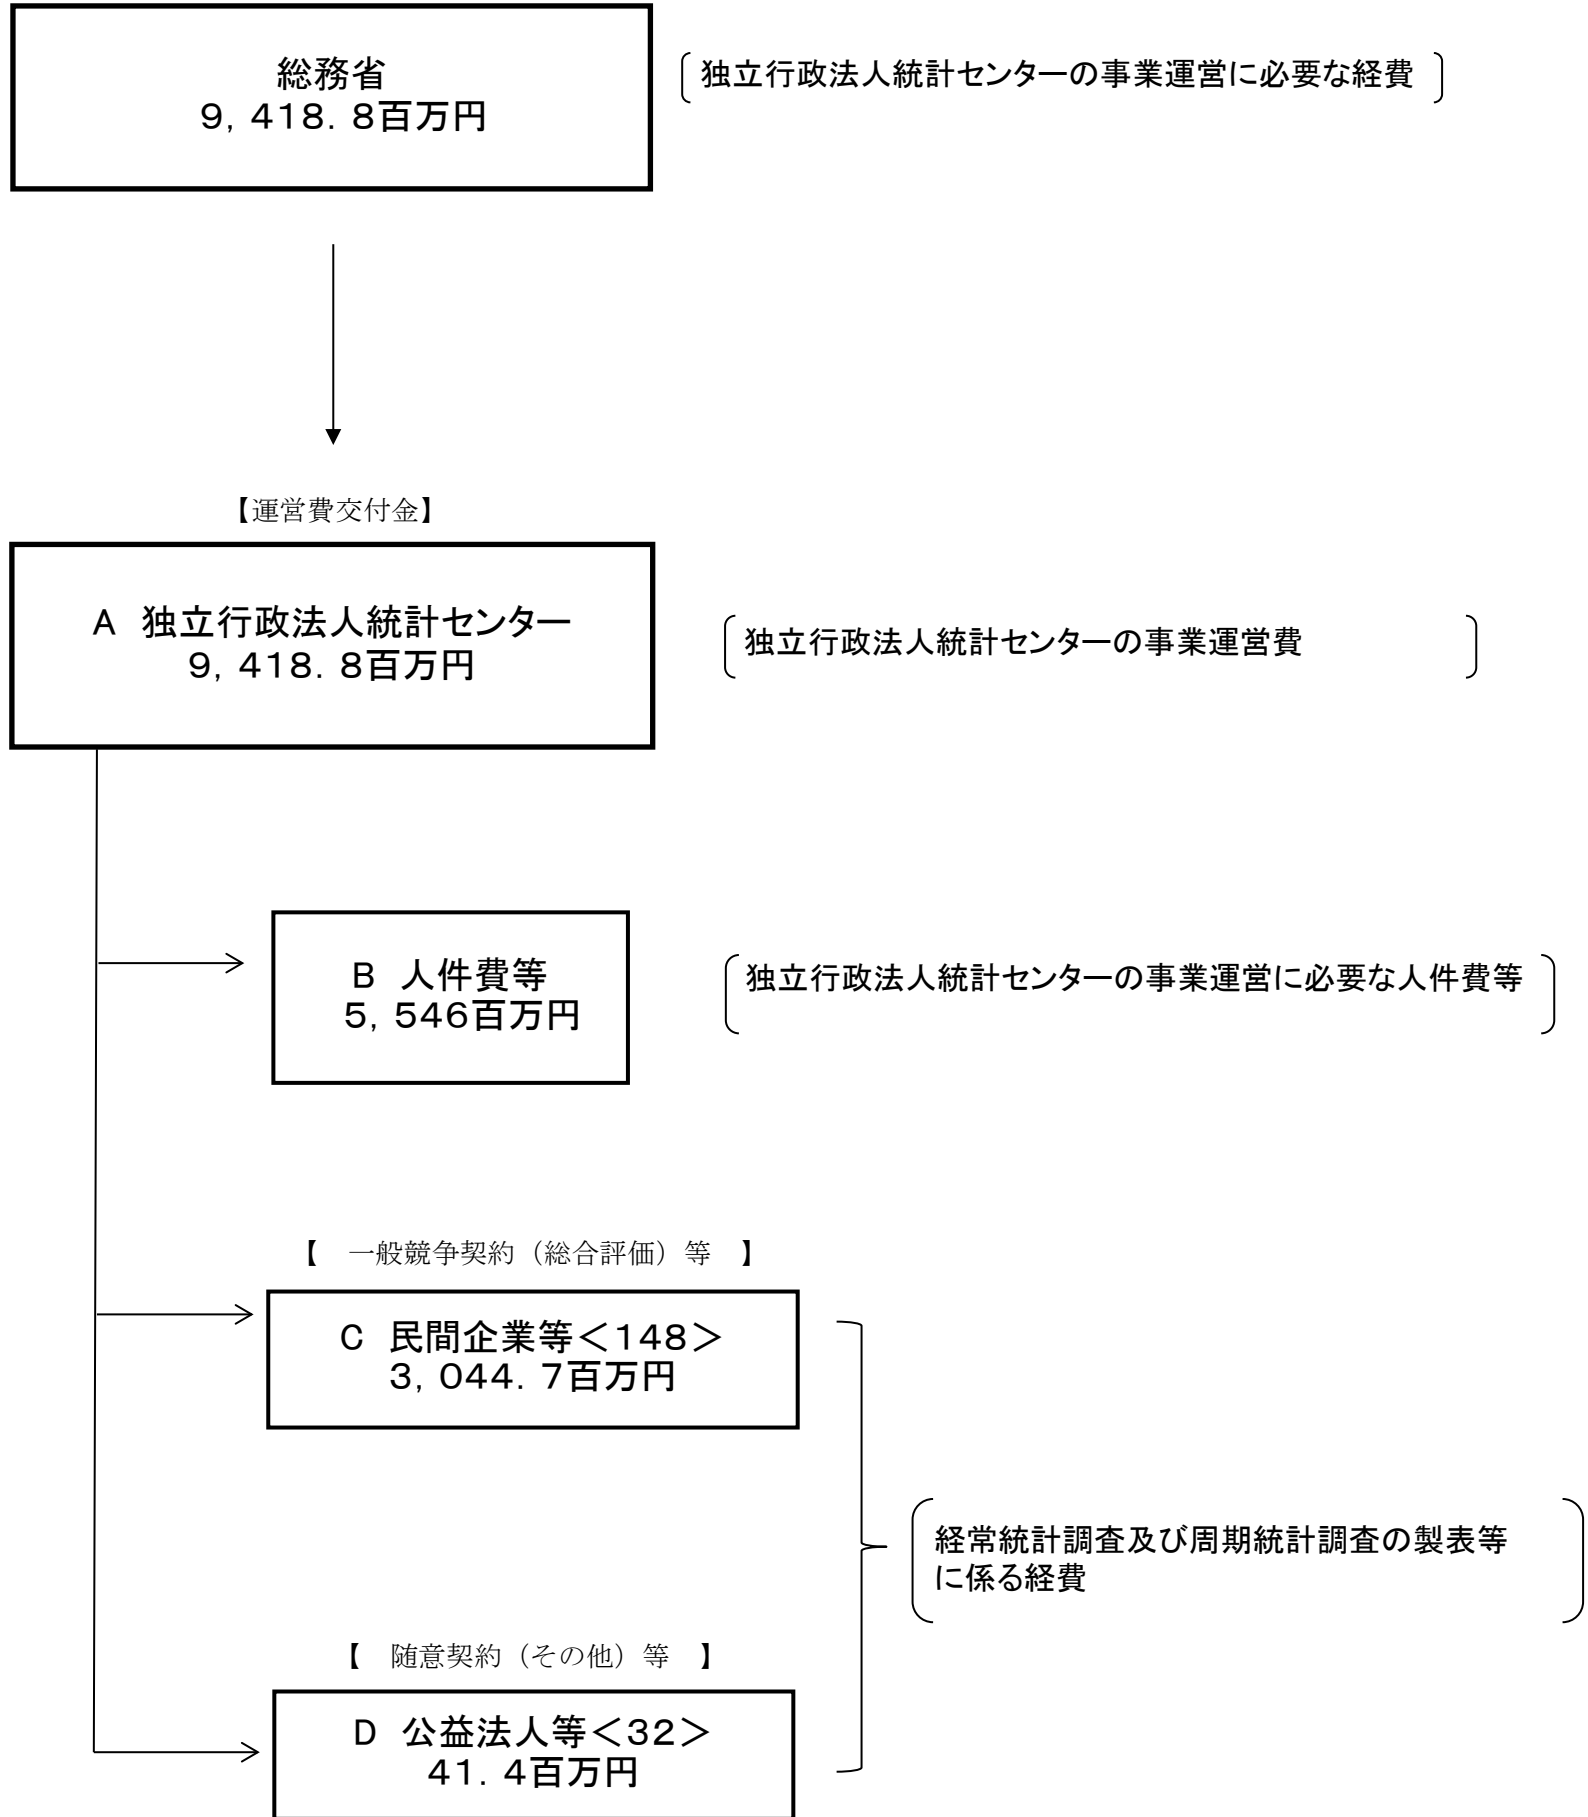 総務省
9,418.8百万円
独立行政法人統計センターの事業運営に必要な経費
【運営費交付金】
A 独立行政法人統計センター
9,418.8百万円
独立行政法人統計センターの事業運営費
B 人件費等
5,546百万円
独立行政法人統計センターの事業運営に必要な人件費等
【 一般競争契約(総合評価)等 】
C 民間企業等<148>
3,044.7百万円
経常統計調査及び周期統計調査の製表等
に係る経費
【 随意契約(その他)等 】
D 公益法人等<32>
41.4百万円